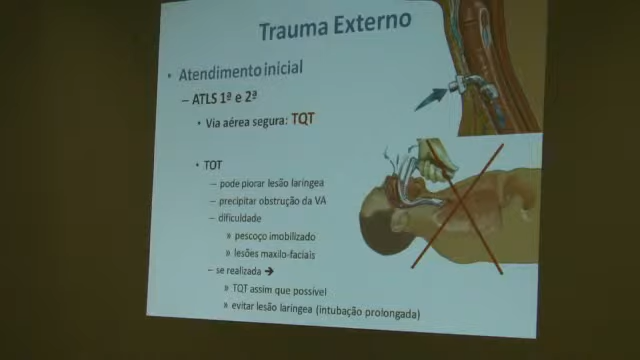 Trauma Externo
• Atendimento inicial
– ATLS 1ª e 2ª
• Via aérea segura: TQT
• TOT
– pode piorar lesão laríngea
– precipitar obstrução da VA
– dificuldade
» pescoço imobilizado
» lesões maxilo-faciais
– se realizada ➔
» TQT assim que possível
» evitar lesão laríngea (intubação prolongada)